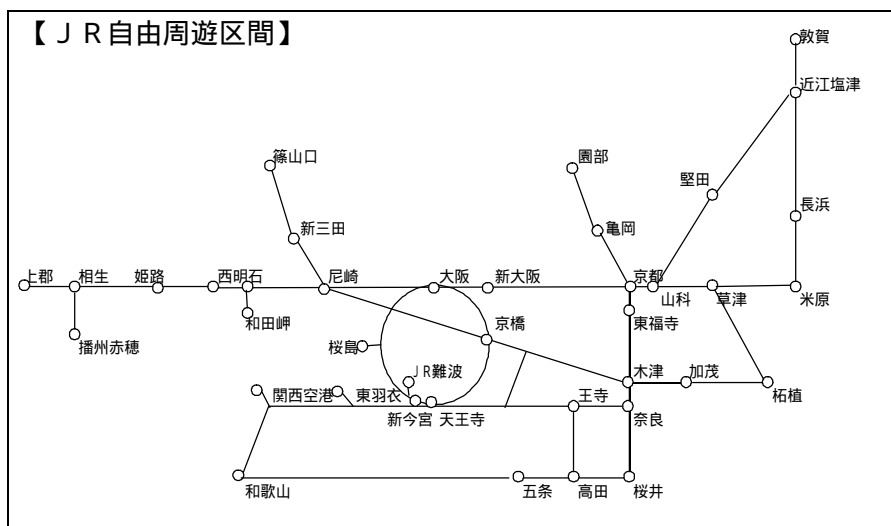 【ＪＲ自由周遊区間】
敦賀
近江塩津
篠山口
園部
堅田
長浜
新三田
亀岡
上郡
相生
姫路
西明石
尼崎
大阪
新大阪
京都
山科
草津
米原
和田岬
東福寺
播州赤穂
桜島
京橋
ＪＲ難波
木津
加茂
柘植
関西空港
東羽衣
新今宮
天王寺
王寺
奈良
和歌山
五条
高田
桜井